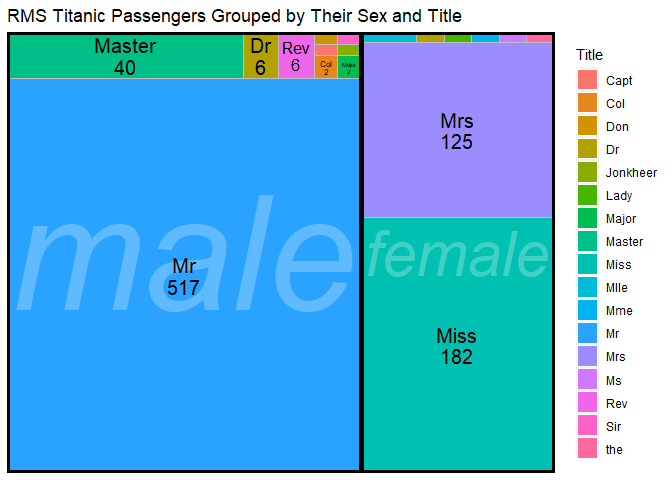 RMS Titanic Passengers Grouped by Their Sex and Title
Master
40
Dr
6
Rev
6
Col
2
Major
2
male
Mr
517
Mrs
125
female
Miss
182
Title
Capt
Col
Don
Dr
Jonkheer
Lady
Major
Master
Miss
Mlle
Mme
Mr
Mrs
Ms
Rev
Sir
the